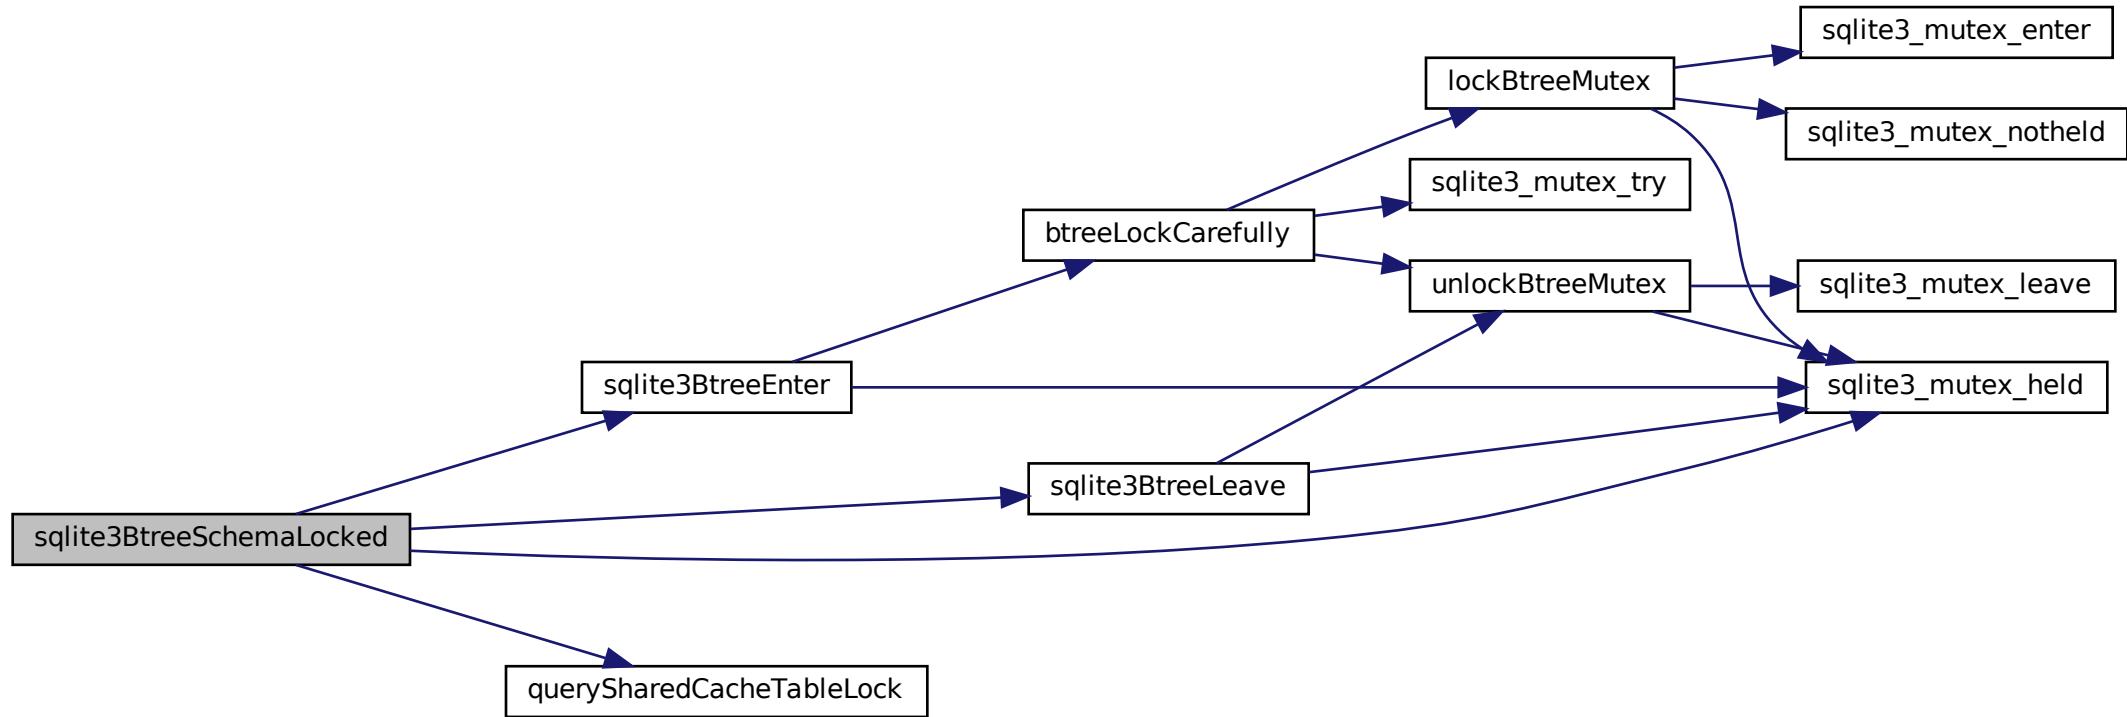 sqlite3_mutex_enter
lockBtreeMutex
sqlite3_mutex_notheld
sqlite3_mutex_try
btreeLockCarefully
unlockBtreeMutex
sqlite3_mutex_leave
sqlite3BtreeEnter
sqlite3_mutex_held
sqlite3BtreeLeave
sqlite3BtreeSchemaLocked
querySharedCacheTableLock